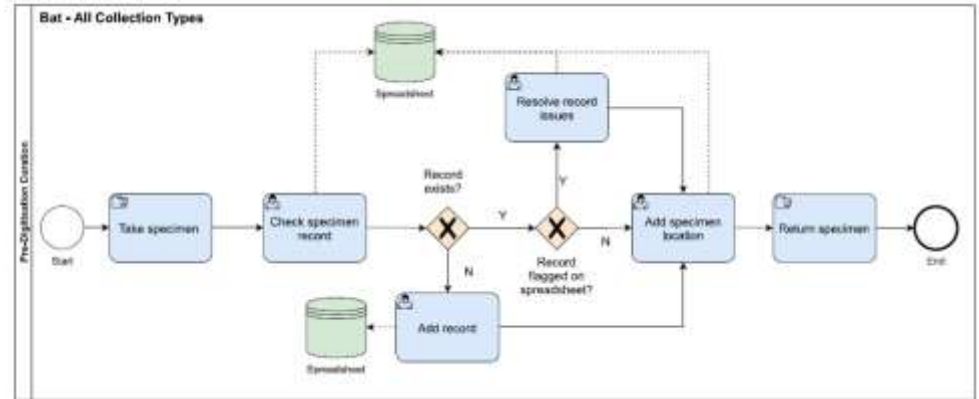 Bat - All Collection Types
Pre-Digitisation Curation
Spreadsheet
Resolve record
issues
Record
exists?
Start
Take specimen
Check specimen
record
Y
Y
N
Add specimen
location
Return specimen
End
Record
flagged on
spreadsheet?
N
Add record
Spreadsheet